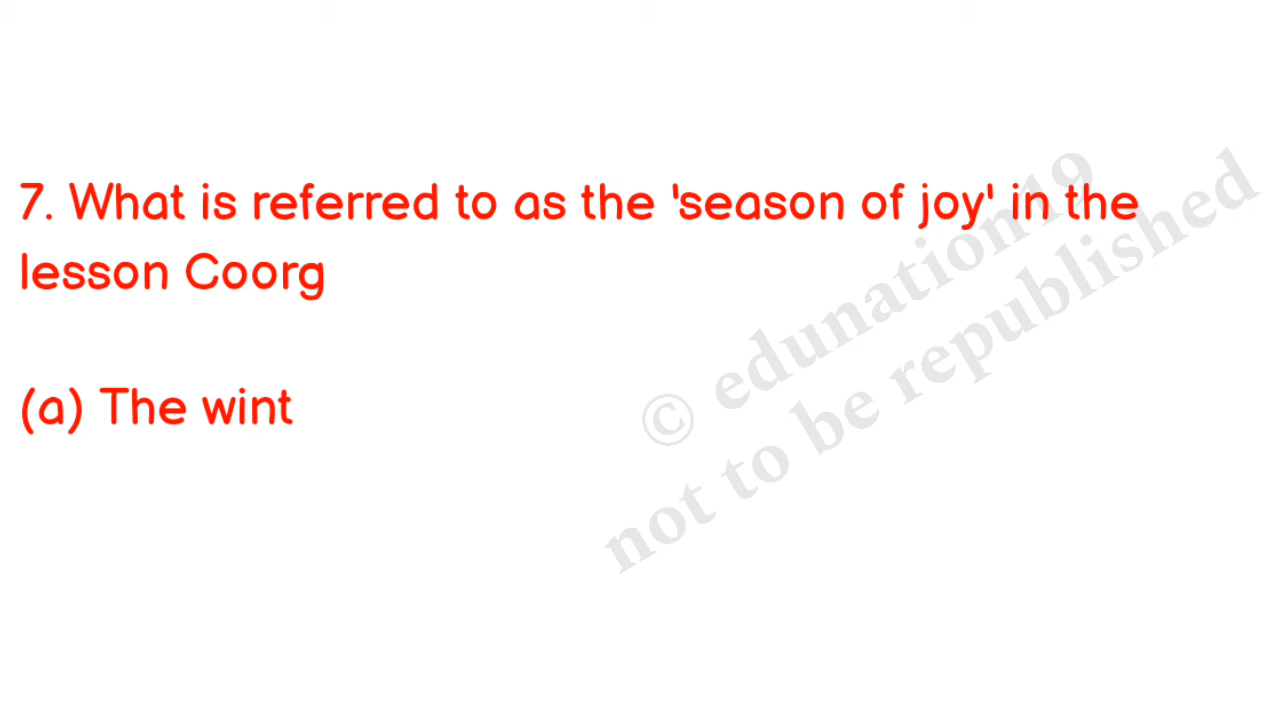 7. What is referred to as the 'season of joy' in the
lesson Coorg
(a) The wint
© edunation19
not to be republished